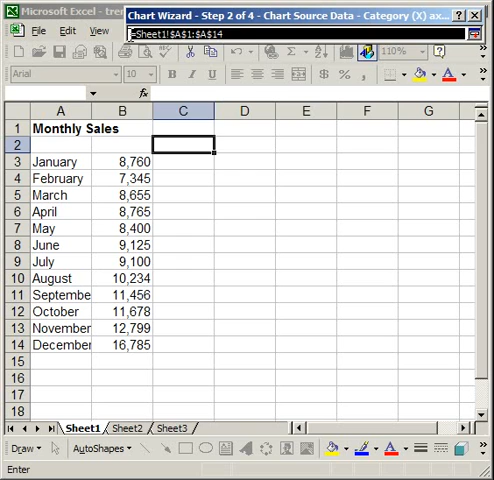 Microsoft Excel - tren
Chart Wizard - Step 2 of 4 - Chart Source Data - Category (X) ax...
=Sheet1!$A$1:$A$14
File Edit
110%
Arial 10 B I U $ % ,
fx
A B C D E F G
1 Monthly Sales
2
3 January 8,760
4 February 7,345
5 March 8,655
6 April 8,765
7 May 8,400
8 June 9,125
9 July 9,100
10 August 10,234
11 Septembe 11,456
12 October 11,678
13 November 12,799
14 December 16,785
15
16
17
18
Sheet1 Sheet2 Sheet3
Draw AutoShapes
Enter